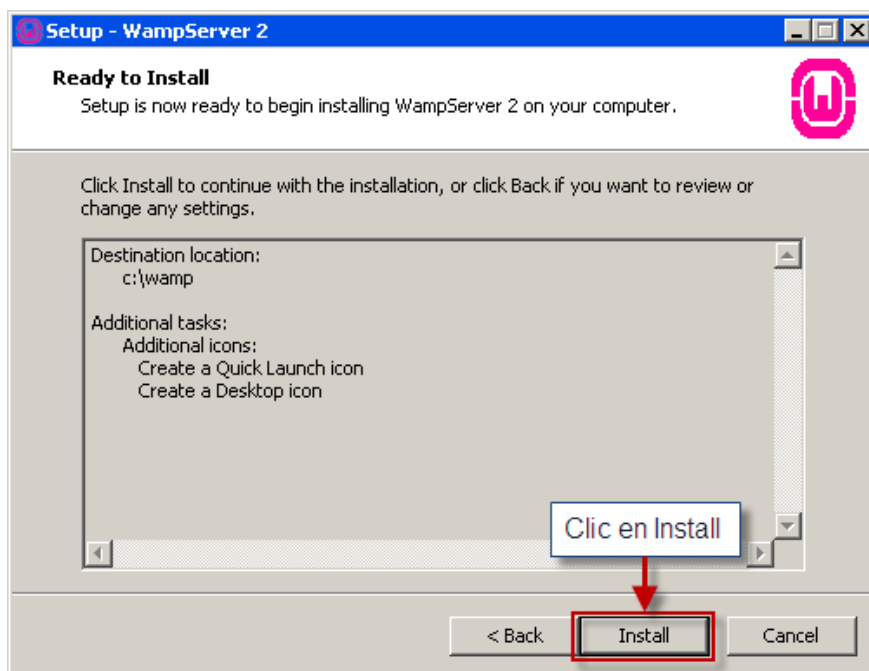 Setup - WampServer 2
Ready to Install
Setup is now ready to begin installing WampServer 2 on your computer.
Click Install to continue with the installation, or click Back if you want to review or
change any settings.
Destination location:
c:\wamp
Additional tasks:
Additional icons:
Create a Quick Launch icon
Create a Desktop icon
Clic en Install
< Back
Install
Cancel